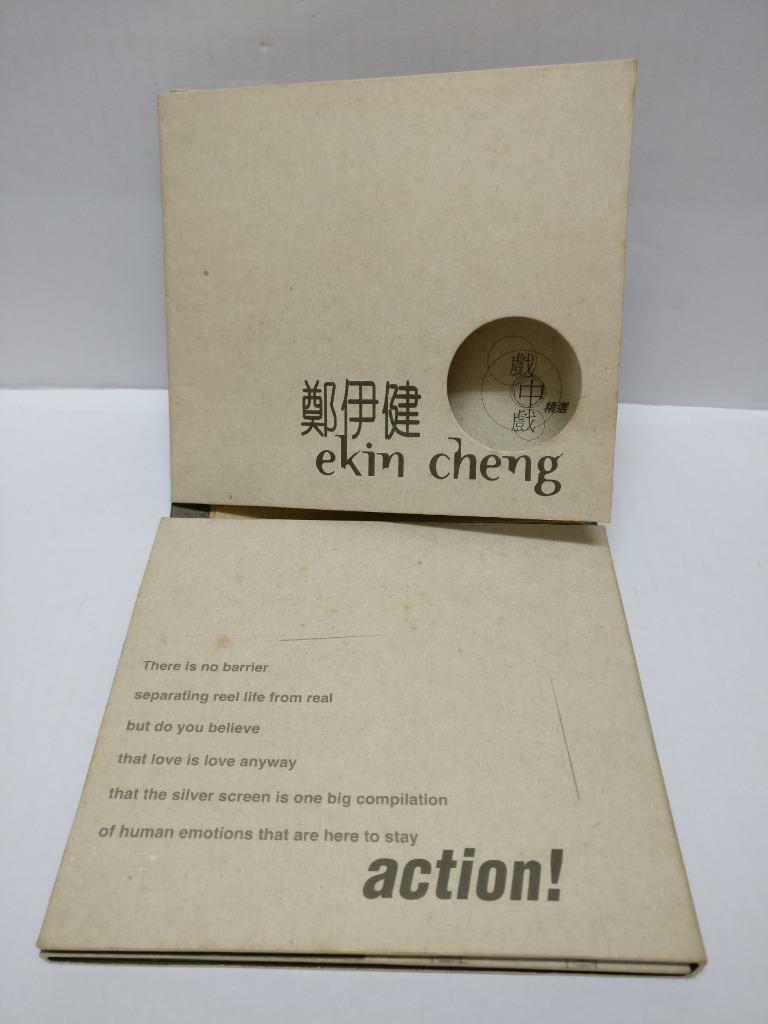 戲
中
戲
精選
鄭伊健
ekin cheng
There is no barrier
separating reel life from real
but do you believe
that love is love anyway
that the silver screen is one big compilation
of human emotions that are here to stay
action!